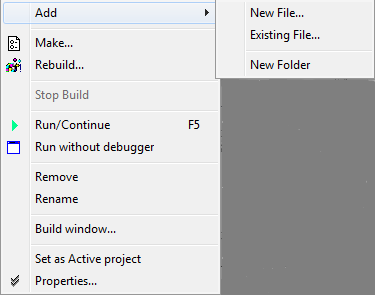 Add
New File...
Existing File...
New Folder
Make...
Rebuild...
Stop Build
Run/Continue F5
Run without debugger
Remove
Rename
Build window...
Set as Active project
Properties...